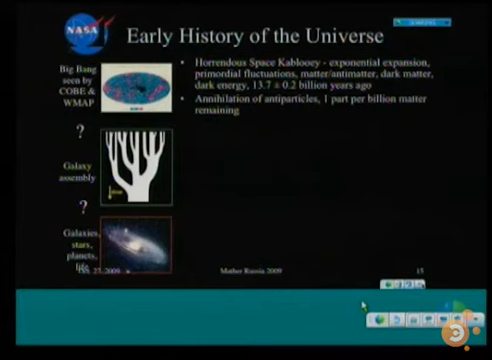 NASA
Early History of the Universe
Big Bang
seen by
COBE &
WMAP
?
Galaxy
assembly
?
Galaxies,
stars,
planets,
life
• Horrendous Space Kablooey - exponential expansion,
primordial fluctuations, matter/antimatter, dark matter,
dark energy, 13.7 ± 0.2 billion years ago
• Annihilation of antiparticles, 1 part per billion matter
remaining
Jan. 27, 2009
Mather Russia 2009
15